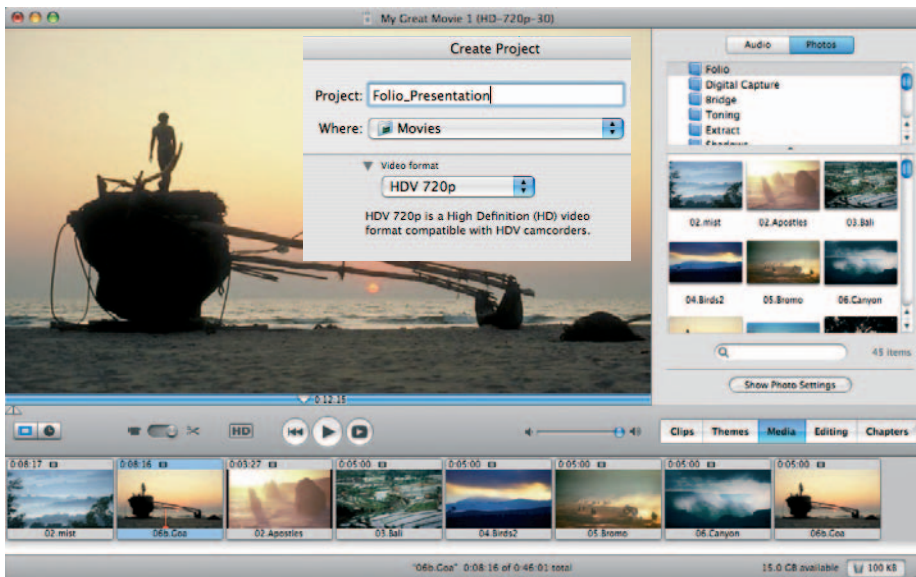 My Great Movie 1 (HD-720p-30)
Create Project
Project: Folio_Presentation
Where: Movies
Video format
HDV 720p
HDV 720p is a High Definition (HD) video
format compatible with HDV camcorders.
Audio Photos
Folio
Digital Capture
Bridge
Toning
Extract
Shadows
02.mist 02.Apostles 03.Bali
04.Birds2 05.Bromo 06.Canyon
45 items
Show Photo Settings
0:12:15
HD
Clips Themes Media Editing Chapters
0:08:17 0:08:16 0:03:27 0:05:00 0:05:00 0:05:00 0:05:00 0:05:00
02 mist 06b.Goa 02.Apostles 03.Bali 04.Birds2 05.Bromo 06.Canyon 06b.Goa
"06b.Goa" 0:08:16 of 0:46:01 total
15.0 GB available 100 KB